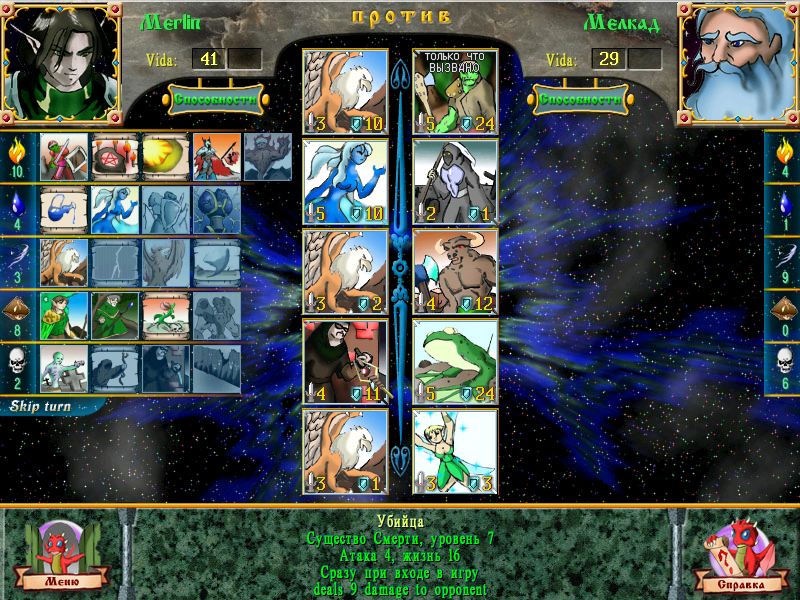 Merlin
против
Мелкад
Vida: 41
Vida: 29
Способности
Способности
ТОЛЬКО ЧТО
ВЫЗВАНО
3 10
5 24
10
4
5 10
2 1
4
1
3 2
4 12
3
9
4 11
5 24
8
0
3 1
3 3
2
6
Skip turn
Убийца
Существо Смерти, уровень 7
Атака 4, жизнь 16
Сразу при входе в игру
deals 9 damage to opponent
Меню
Справка